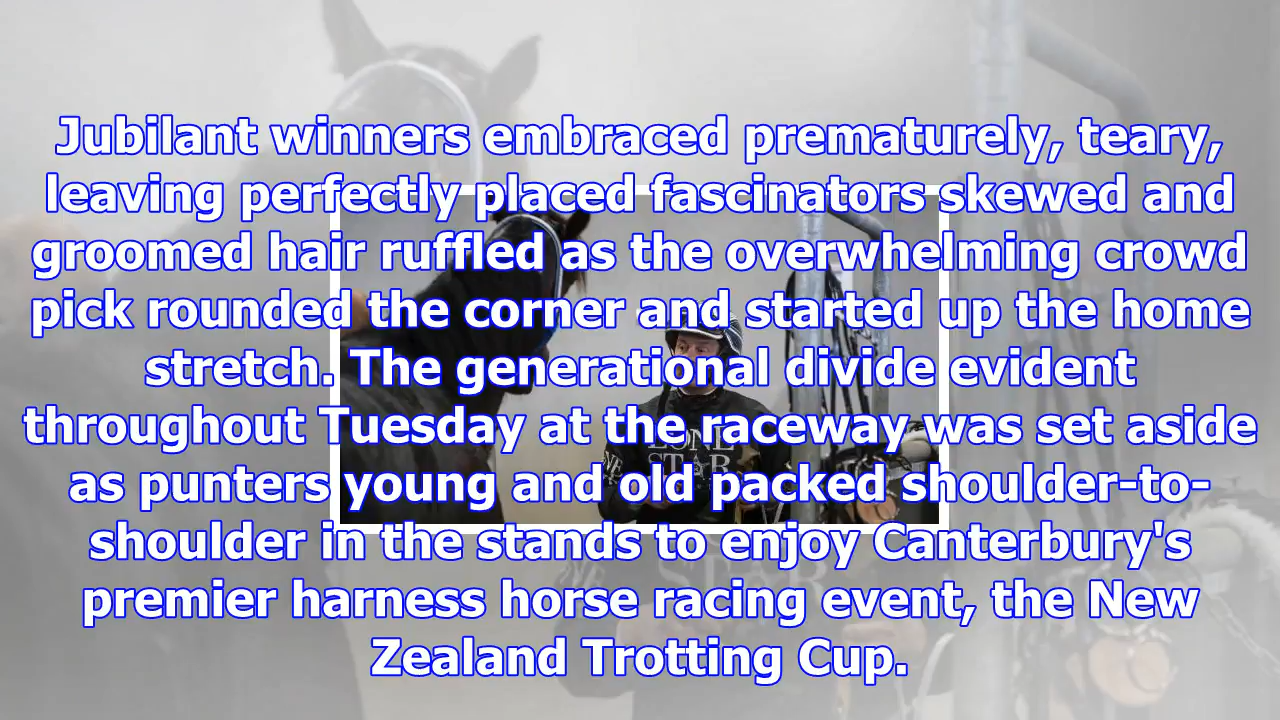 Jubilant winners embraced prematurely, teary,
leaving perfectly placed fascinators skewed and
groomed hair ruffled as the overwhelming crowd
pick rounded the corner and started up the home
stretch. The generational divide evident
throughout Tuesday at the raceway was set aside
as punters young and old packed shoulder-to-
shoulder in the stands to enjoy Canterbury's
premier harness horse racing event, the New
Zealand Trotting Cup.
LONE
STAR